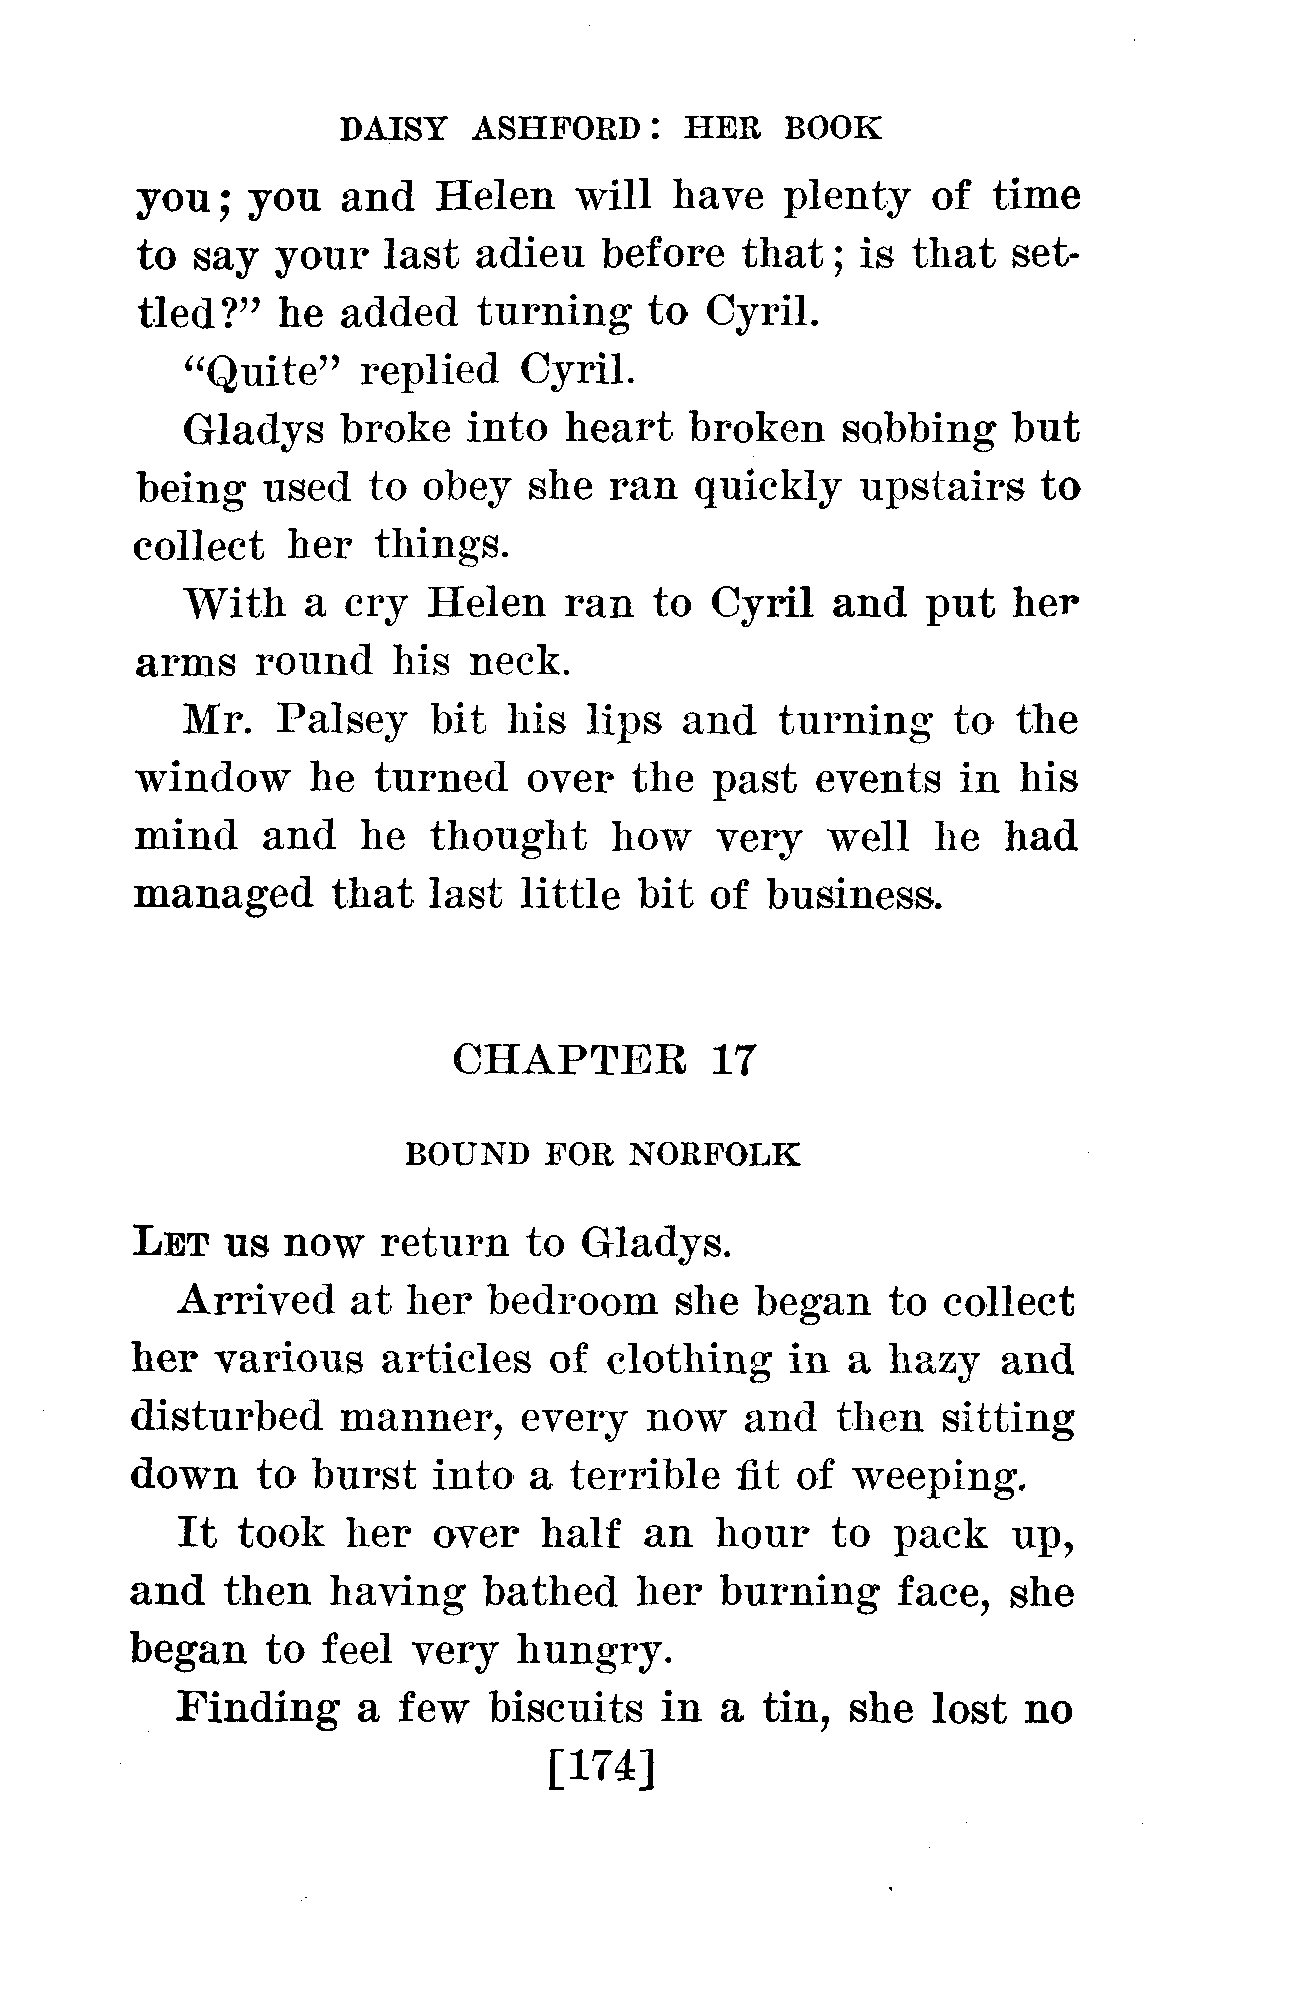 DAISY ASHFORD: HER BOOK
you; you and Helen will have plenty of time
to say your last adieu before that; is that set-
tled?” he added turning to Cyril.
“Quite” replied Cyril.
Gladys broke into heart broken sobbing but
being used to obey she ran quickly upstairs to
collect her things.
With a cry Helen ran to Cyril and put her
arms round his neck.
Mr. Palsey bit his lips and turning to the
window he turned over the past events in his
mind and he thought how very well he had
managed that last little bit of business.
CHAPTER 17
BOUND FOR NORFOLK
LET us now return to Gladys.
Arrived at her bedroom she began to collect
her various articles of clothing in a hazy and
disturbed manner, every now and then sitting
down to burst into a terrible fit of weeping.
It took her over half an hour to pack up,
and then having bathed her burning face, she
began to feel very hungry.
Finding a few biscuits in a tin, she lost no
[174]